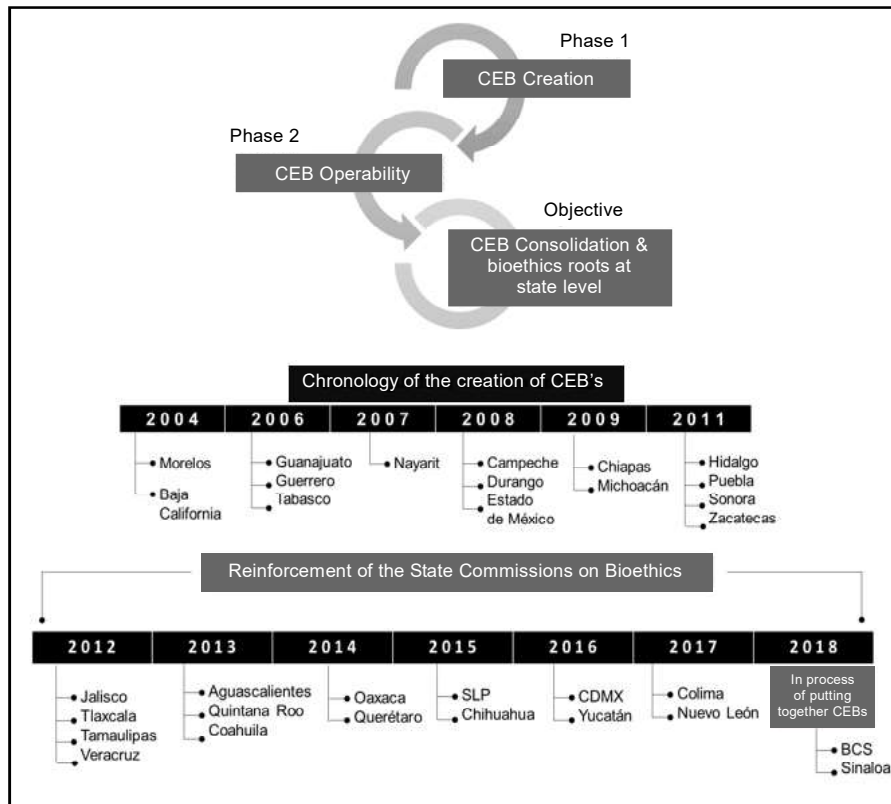 Phase 1
CEB Creation
Phase 2
CEB Operability
Objective
CEB Consolidation &
bioethics roots at
state level
Chronology of the creation of CEB's
2004 2006 2007 2008 2009 2011
Morelos
Baja
California
Guanajuato
Guerrero
Tabasco
Nayarit
Campeche
Durango
Estado
de México
Chiapas
Michoacán
Hidalgo
Puebla
Sonora
Zacatecas
Reinforcement of the State Commissions on Bioethics
2012 2013 2014 2015 2016 2017 2018
Jalisco
Tlaxcala
Tamaulipas
Veracruz
Aguascalientes
Quintana Roo
Coahuila
Oaxaca
Querétaro
SLP
Chihuahua
CDMX
Yucatán
Colima
Nuevo León
In process
of putting
together CEBs
BCS
Sinaloa